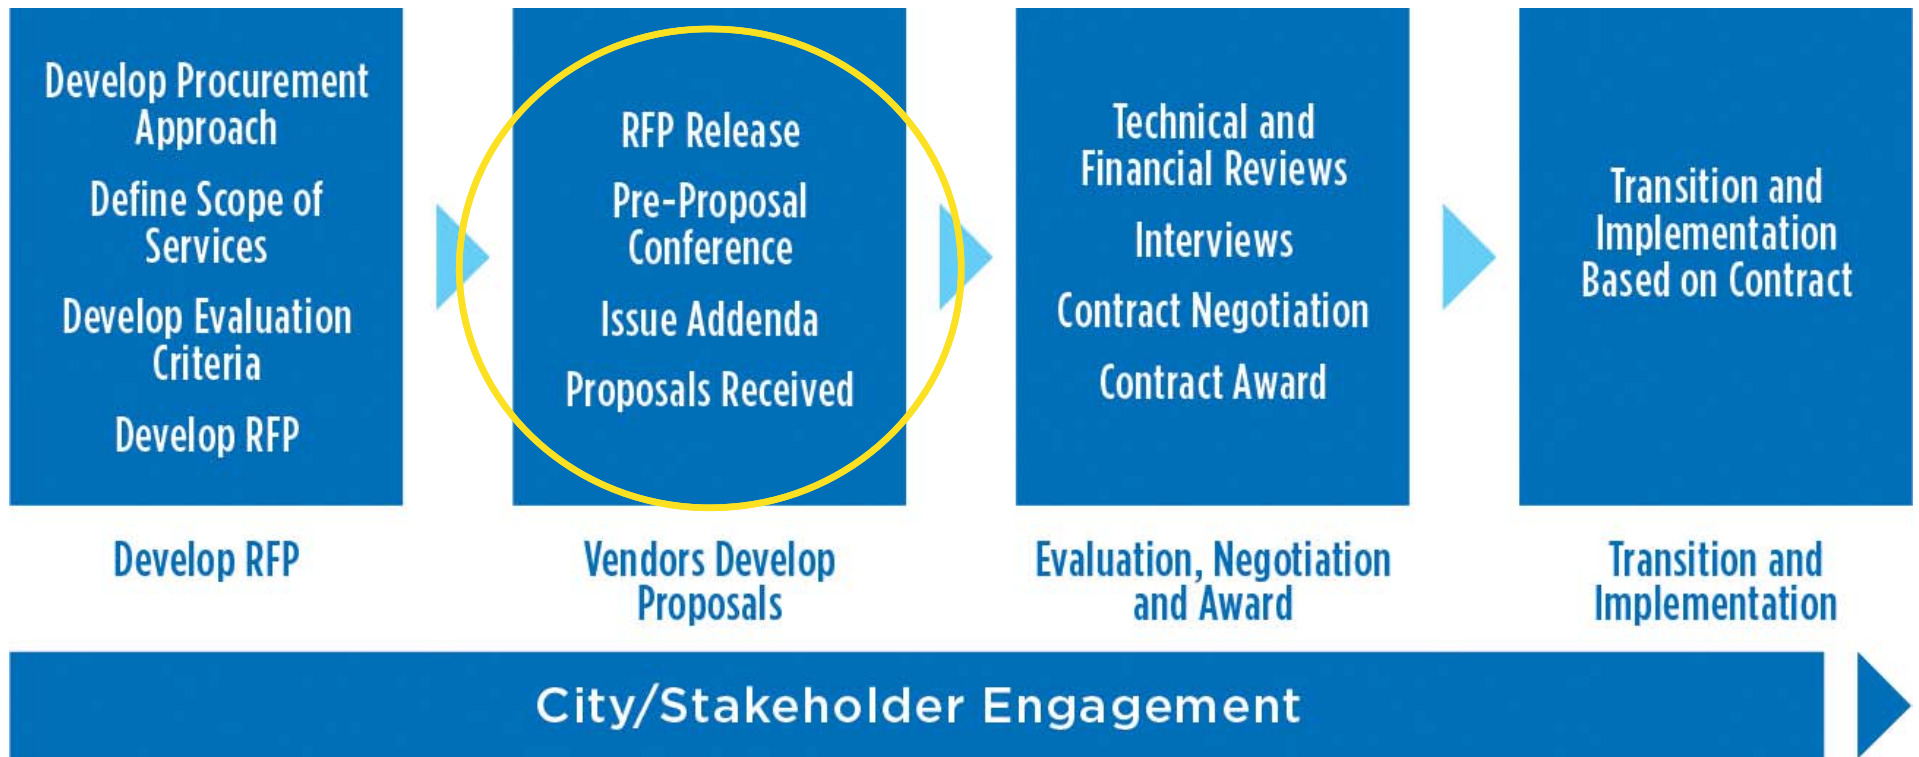 Develop Procurement
Approach
Define Scope of
Services
Develop Evaluation
Criteria
Develop RFP
Develop RFP
RFP Release
Pre-Proposal
Conference
Issue Addenda
Proposals Received
Vendors Develop
Proposals
Technical and
Financial Reviews
Interviews
Contract Negotiation
Contract Award
Evaluation, Negotiation
and Award
Transition and
Implementation
Based on Contract
Transition and
Implementation
City/Stakeholder Engagement